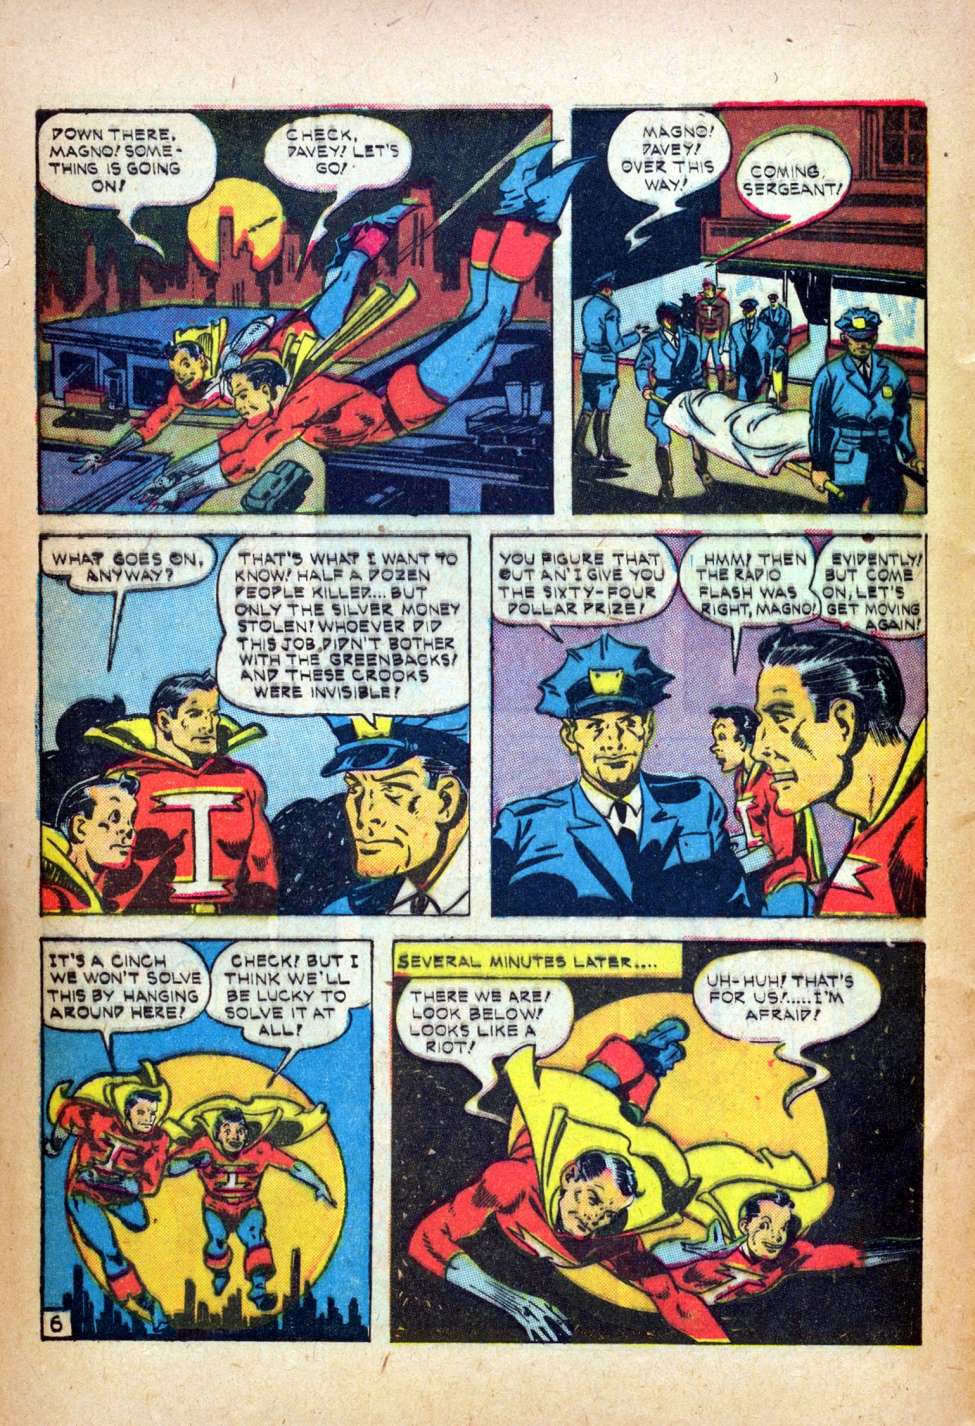 DOWN THERE,
MAGNO! SOME-
THING IS GOING
ON!
CHECK,
DAVEY! LET'S
GO!
MAGNO!
DAVEY!
OVER THIS
WAY!
COMING,
SERGEANT!
WHAT GOES ON,
ANYWAY?
THAT'S WHAT I WANT TO
KNOW! HALF A DOZEN
PEOPLE KILLED... BUT
ONLY THE SILVER MONEY
STOLEN! WHOEVER DID
THIS JOB DIDN'T BOTHER
WITH THE GREENBACKS!
AND THESE CROOKS
WERE INVISIBLE!
I
YOU FIGURE THAT
OUT AN' I GIVE YOU
THE SIXTY-FOUR
DOLLAR PRIZE!
HMM! THEN
THE RADIO
FLASH WAS
RIGHT, MAGNO!
EVIDENTLY!
BUT COME
ON, LET'S
GET MOVING
AGAIN!
I
IT'S A CINCH
WE WON'T SOLVE
THIS BY HANGING
AROUND HERE!
CHECK! BUT I
THINK WE'LL
BE LUCKY TO
SOLVE IT AT
ALL!
I
I
6
SEVERAL MINUTES LATER....
THERE WE ARE!
LOOK BELOW!
LOOKS LIKE A
RIOT!
UH-HUH! THAT'S
FOR US!.....I'M
AFRAID!
I